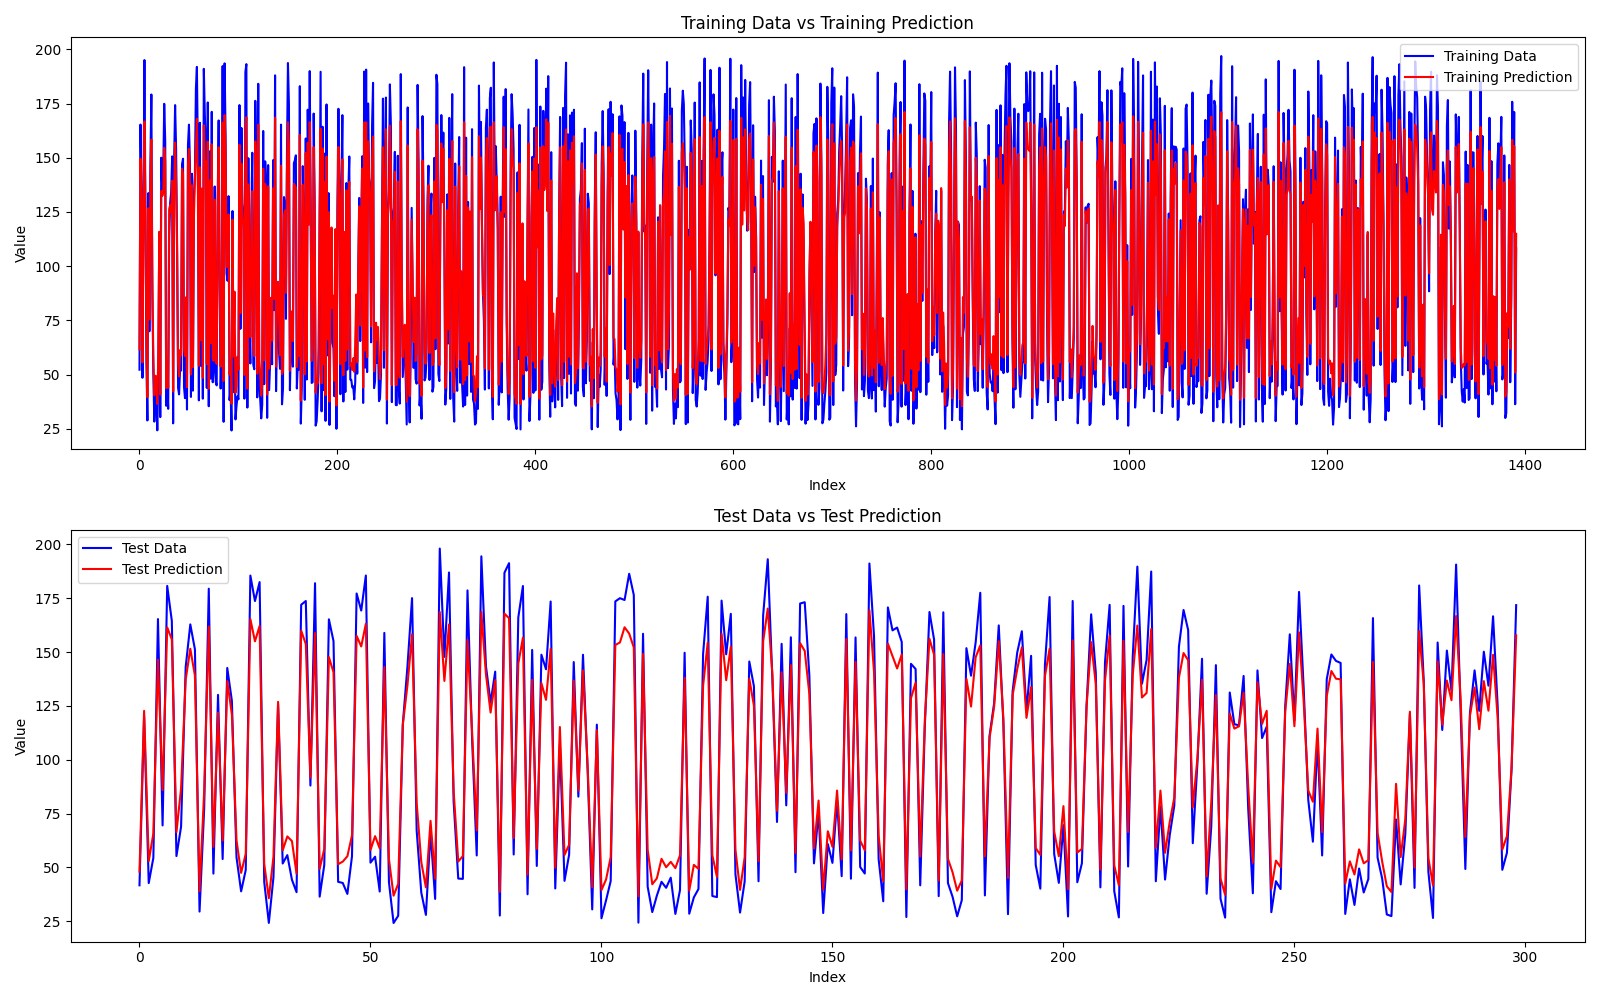 Training Data vs Training Prediction
200
175
150
125
100
75
50
25
Value
0 200 400 600 800 1000 1200 1400
Index
Training Data
Training Prediction
Test Data vs Test Prediction
200
175
150
125
100
75
50
25
Value
0 50 100 150 200 250 300
Index
Test Data
Test Prediction